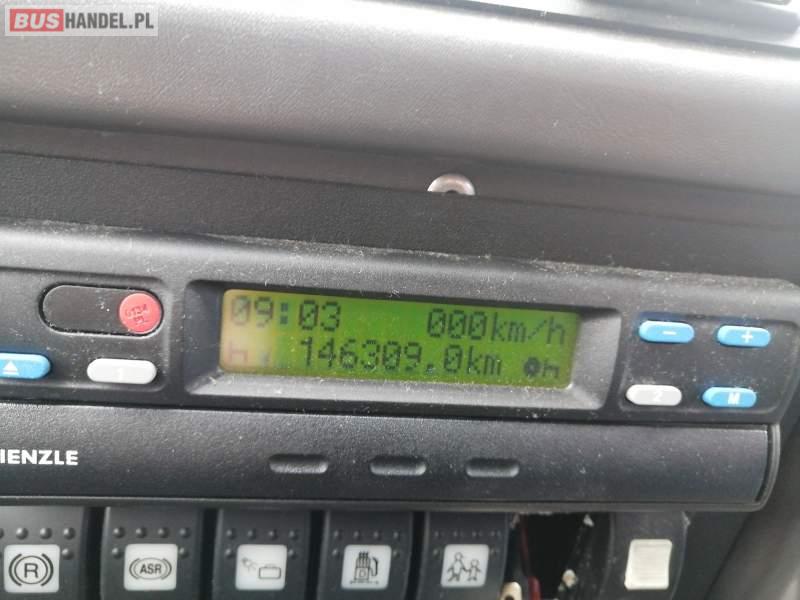 BUSHANDEL.PL
09:03 000km/h
h 146309.0km h
- +
1 2 M
IENZLE
(R) (ASR)